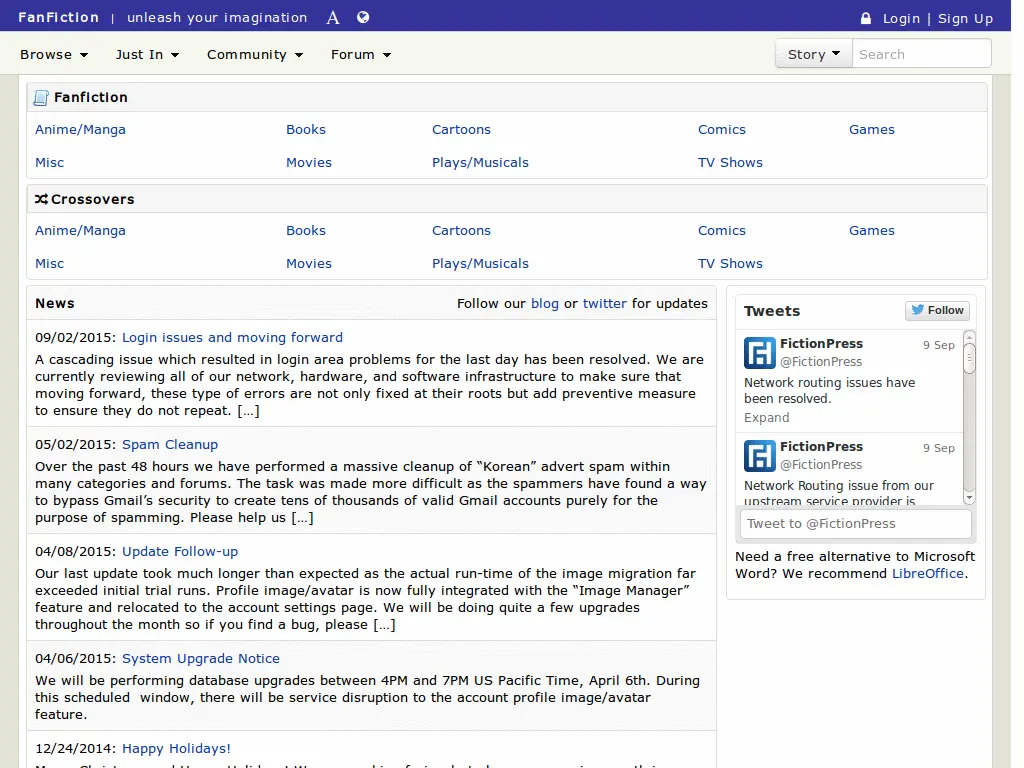 FanFiction | unleash your imagination A
Login | Sign Up
Browse Just In Community Forum
Story Search
Fanfiction
Anime/Manga Books Cartoons Comics Games
Misc Movies Plays/Musicals TV Shows
Crossovers
Anime/Manga Books Cartoons Comics Games
Misc Movies Plays/Musicals TV Shows
News Follow our blog or twitter for updates
09/02/2015: Login issues and moving forward
A cascading issue which resulted in login area problems for the last day has been resolved. We are
currently reviewing all of our network, hardware, and software infrastructure to make sure that
moving forward, these type of errors are not only fixed at their roots but add preventive measure
to ensure they do not repeat. […]
05/02/2015: Spam Cleanup
Over the past 48 hours we have performed a massive cleanup of “Korean” advert spam within
many categories and forums. The task was made more difficult as the spammers have found a way
to bypass Gmail’s security to create tens of thousands of valid Gmail accounts purely for the
purpose of spamming. Please help us […]
04/08/2015: Update Follow-up
Our last update took much longer than expected as the actual run-time of the image migration far
exceeded initial trial runs. Profile image/avatar is now fully integrated with the “Image Manager”
feature and relocated to the account settings page. We will be doing quite a few upgrades
throughout the month so if you find a bug, please […]
04/06/2015: System Upgrade Notice
We will be performing database upgrades between 4PM and 7PM US Pacific Time, April 6th. During
this scheduled  window, there will be service disruption to the account profile image/avatar
feature.
12/24/2014: Happy Holidays!
Tweets Follow
FictionPress 9 Sep
@FictionPress
Network routing issues have
been resolved.
Expand
FictionPress 9 Sep
@FictionPress
Network Routing issue from our
upstream service provider is
Tweet to @FictionPress
Need a free alternative to Microsoft
Word? We recommend LibreOffice.